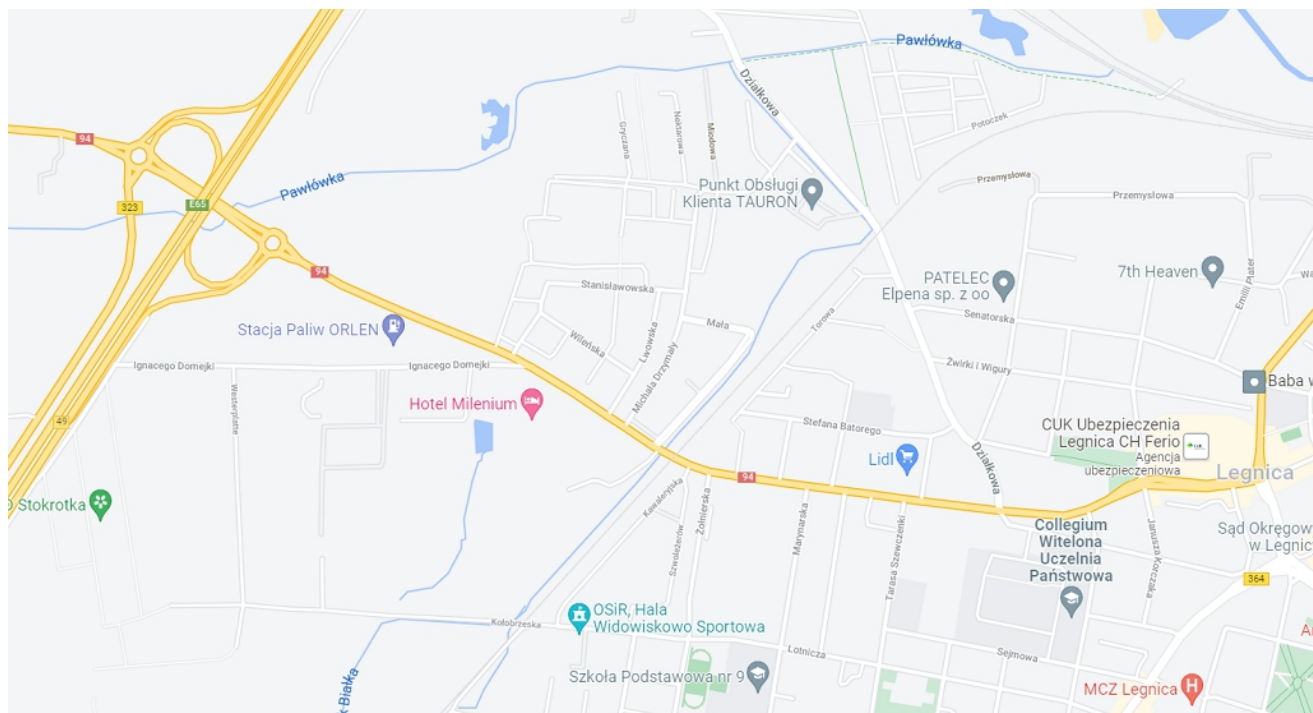 Pawłówka
Działkowa
94
Gryczana
Nektarowa
Miodowa
Potoczek
Pawłówka
Punkt Obsługi
Klienta TAURON
Przemysłowa
Przemysłowa
323
E65
94
PATELEC
Elpena sp. z oo
7th Heaven
Emilii Plater
Stanisławowska
Senatorska
Stacja Paliw ORLEN
Mała
Torowa
Wileńska
Lwowska
Michała Drzymały
Żwirki i Wigury
Ignacego Domejki
Ignacego Domejki
Baba w
Westerplatte
Hotel Milenium
49
Stefana Batorego
CUK Ubezpieczenia
Legnica CH Ferio
Agencja
ubezpieczeniowa
Lidl
Działkowa
Legnica
94
Stokrotka
Kawaleryjska
Żołnierska
Szwoleżerów
Marynarska
Tarasa Szewczenki
Collegium
Witelona
Uczelnia
Państwowa
Janusza Korczaka
Sąd Okręgow
w Legnic
364
OSiR, Hala
Widowiskowo Sportowa
Kołobrzeska
Lotnicza
Sejmowa
Szkoła Podstawowa nr 9
MCZ Legnica
H
k-Białka